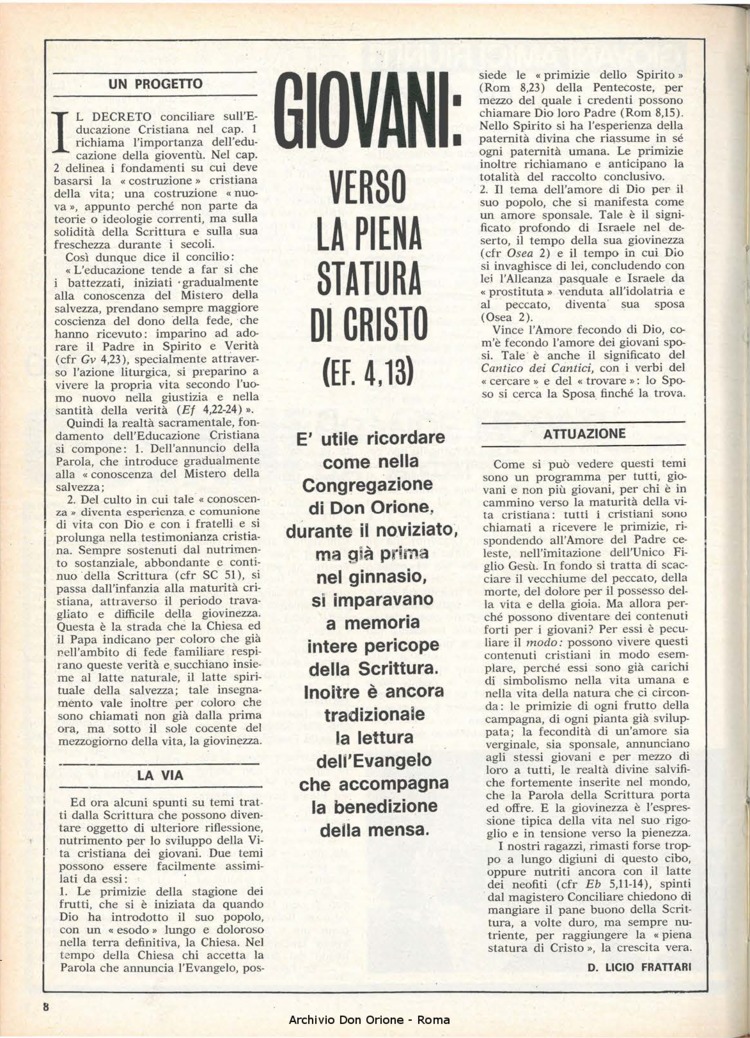 UN PROGETTO
IL DECRETO conciliare sull'E-
ducazione Cristiana nel cap. 1
richiama l'importanza dell'edu-
cazione della gioventù. Nel cap.
2 delinea i fondamenti su cui deve
basarsi la « costruzione » cristiana
della vita; una costruzione « nuo-
va », appunto perché non parte da
teorie o ideologie correnti, ma sulla
solidità della Scrittura e sulla sua
freschezza durante i secoli.
Così dunque dice il concilio:
« L'educazione tende a far si che
i battezzati, iniziati gradualmente
alla conoscenza del Mistero della
salvezza, prendano sempre maggiore
coscienza del dono della fede, che
hanno ricevuto: imparino ad ado-
rare il Padre in Spirito e Verità
(cfr Gv 4,23), specialmente attraver-
so l'azione liturgica, si preparino a
vivere la propria vita secondo l'uo-
mo nuovo nella giustizia e nella
santità della verità (Ef 4,22-24) ».
Quindi la realtà sacramentale, fon-
damento dell'Educazione Cristiana
si compone: 1. Dell'annuncio della
Parola, che introduce gradualmente
alla « conoscenza del Mistero della
salvezza;
2. Del culto in cui tale « conoscen-
za » diventa esperienza e comunione
di vita con Dio e con i fratelli e si
prolunga nella testimonianza cristia-
na. Sempre sostenuti dal nutrimen-
to sostanziale, abbondante e conti-
nuo della Scrittura (cfr SC 51), si
passa dall'infanzia alla maturità cri-
stiana, attraverso il periodo trava-
gliato e difficile della giovinezza.
Questa è la strada che la Chiesa ed
il Papa indicano per coloro che già
nell'ambito di fede familiare respi-
rano queste verità e succhiano insie-
me al latte naturale, il latte spiri-
tuale della salvezza; tale insegna-
mento vale inoltre per coloro che
sono chiamati non già dalla prima
ora, ma sotto il sole cocente del
mezzogiorno della vita, la giovinezza.
LA VIA
Ed ora alcuni spunti su temi trat-
ti dalla Scrittura che possono diven-
tare oggetto di ulteriore riflessione,
nutrimento per lo sviluppo della Vi-
ta cristiana dei giovani. Due temi
possono essere facilmente assimi-
lati da essi:
1. Le primizie della stagione dei
frutti, che si è iniziata da quando
Dio ha introdotto il suo popolo,
con un « esodo » lungo e doloroso
nella terra definitiva, la Chiesa. Nel
tempo della Chiesa chi accetta la
Parola che annuncia l'Evangelo, pos-
GIOVANI:
VERSO
LA PIENA
STATURA
DI CRISTO
(EF. 4,13)
E' utile ricordare
come nella
Congregazione
di Don Orione,
durante il noviziato,
ma già prima
nel ginnasio,
si imparavano
a memoria
intere pericope
della Scrittura.
Inoltre è ancora
tradizionale
la lettura
dell'Evangelo
che accompagna
la benedizione
della mensa.
siede le « primizie dello Spirito »
(Rom 8,23) della Pentecoste, per
mezzo del quale i credenti possono
chiamare Dio loro Padre (Rom 8,15).
Nello Spirito si ha l'esperienza della
paternità divina che riassume in sé
ogni paternità umana. Le primizie
inoltre richiamano e anticipano la
totalità del raccolto conclusivo.
2. Il tema dell'amore di Dio per il
suo popolo, che si manifesta come
un amore sponsale. Tale è il signi-
ficato profondo di Israele nel de-
serto, il tempo della sua giovinezza
(cfr Osea 2) e il tempo in cui Dio
si invaghisce di lei, concludendo con
lei l'Alleanza pasquale e Israele da
« prostituta » venduta all'idolatria e
al peccato, diventa sua sposa
(Osea 2).
Vince l'Amore fecondo di Dio, co-
m'è fecondo l'amore dei giovani spo-
si. Tale è anche il significato del
Cantico dei Cantici, con i verbi del
« cercare » e del « trovare »: lo Spo-
so si cerca la Sposa finché la trova.
ATTUAZIONE
Come si può vedere questi temi
sono un programma per tutti, gio-
vani e non più giovani, per chi è in
cammino verso la maturità della vi-
ta cristiana: tutti i cristiani sono
chiamati a ricevere le primizie, ri-
spondendo all'Amore del Padre ce-
leste, nell'imitazione dell'Unico Fi-
glio Gesù. In fondo si tratta di scac-
ciare il vecchiume del peccato, della
morte, del dolore per il possesso del-
la vita e della gioia. Ma allora per-
ché possono diventare dei contenuti
forti per i giovani? Per essi è pecu-
liare il modo: possono vivere questi
contenuti cristiani in modo esem-
plare, perché essi sono già carichi
di simbolismo nella vita umana e
nella vita della natura che ci circon-
da: le primizie di ogni frutto della
campagna, di ogni pianta già svilup-
pata; la fecondità di un'amore sia
verginale, sia sponsale, annunciano
agli stessi giovani e per mezzo di
loro a tutti, le realtà divine salvifi-
che fortemente inserite nel mondo,
che la Parola della Scrittura porta
ed offre. E la giovinezza è l'espres-
sione tipica della vita nel suo rigo-
glio e in tensione verso la pienezza.
I nostri ragazzi, rimasti forse trop-
po a lungo digiuni di questo cibo,
oppure nutriti ancora con il latte
dei neofiti (cfr Eb 5,11-14), spinti
dal magistero Conciliare chiedono di
mangiare il pane buono della Scrit-
tura, a volte duro, ma sempre nu-
triente, per raggiungere la « piena
statura di Cristo », la crescita vera.
D. LICIO FRATTARI
8
Archivio Don Orione - Roma